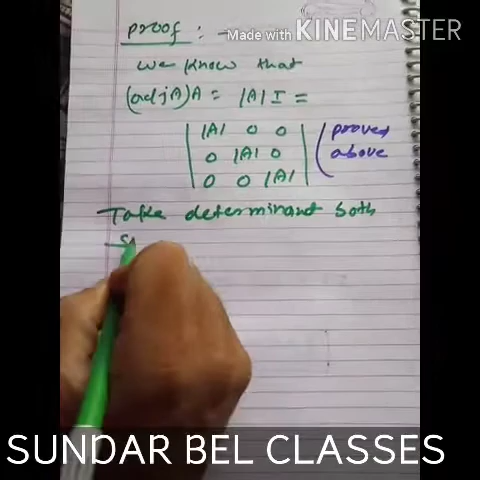 Proof : -
Made with KINEMASTER
we know that
(adjA)A = |A| I =
|A| 0 0
0 |A| 0
0 0 |A|
proved
above
Take determinant both
SUNDAR BEL CLASSES